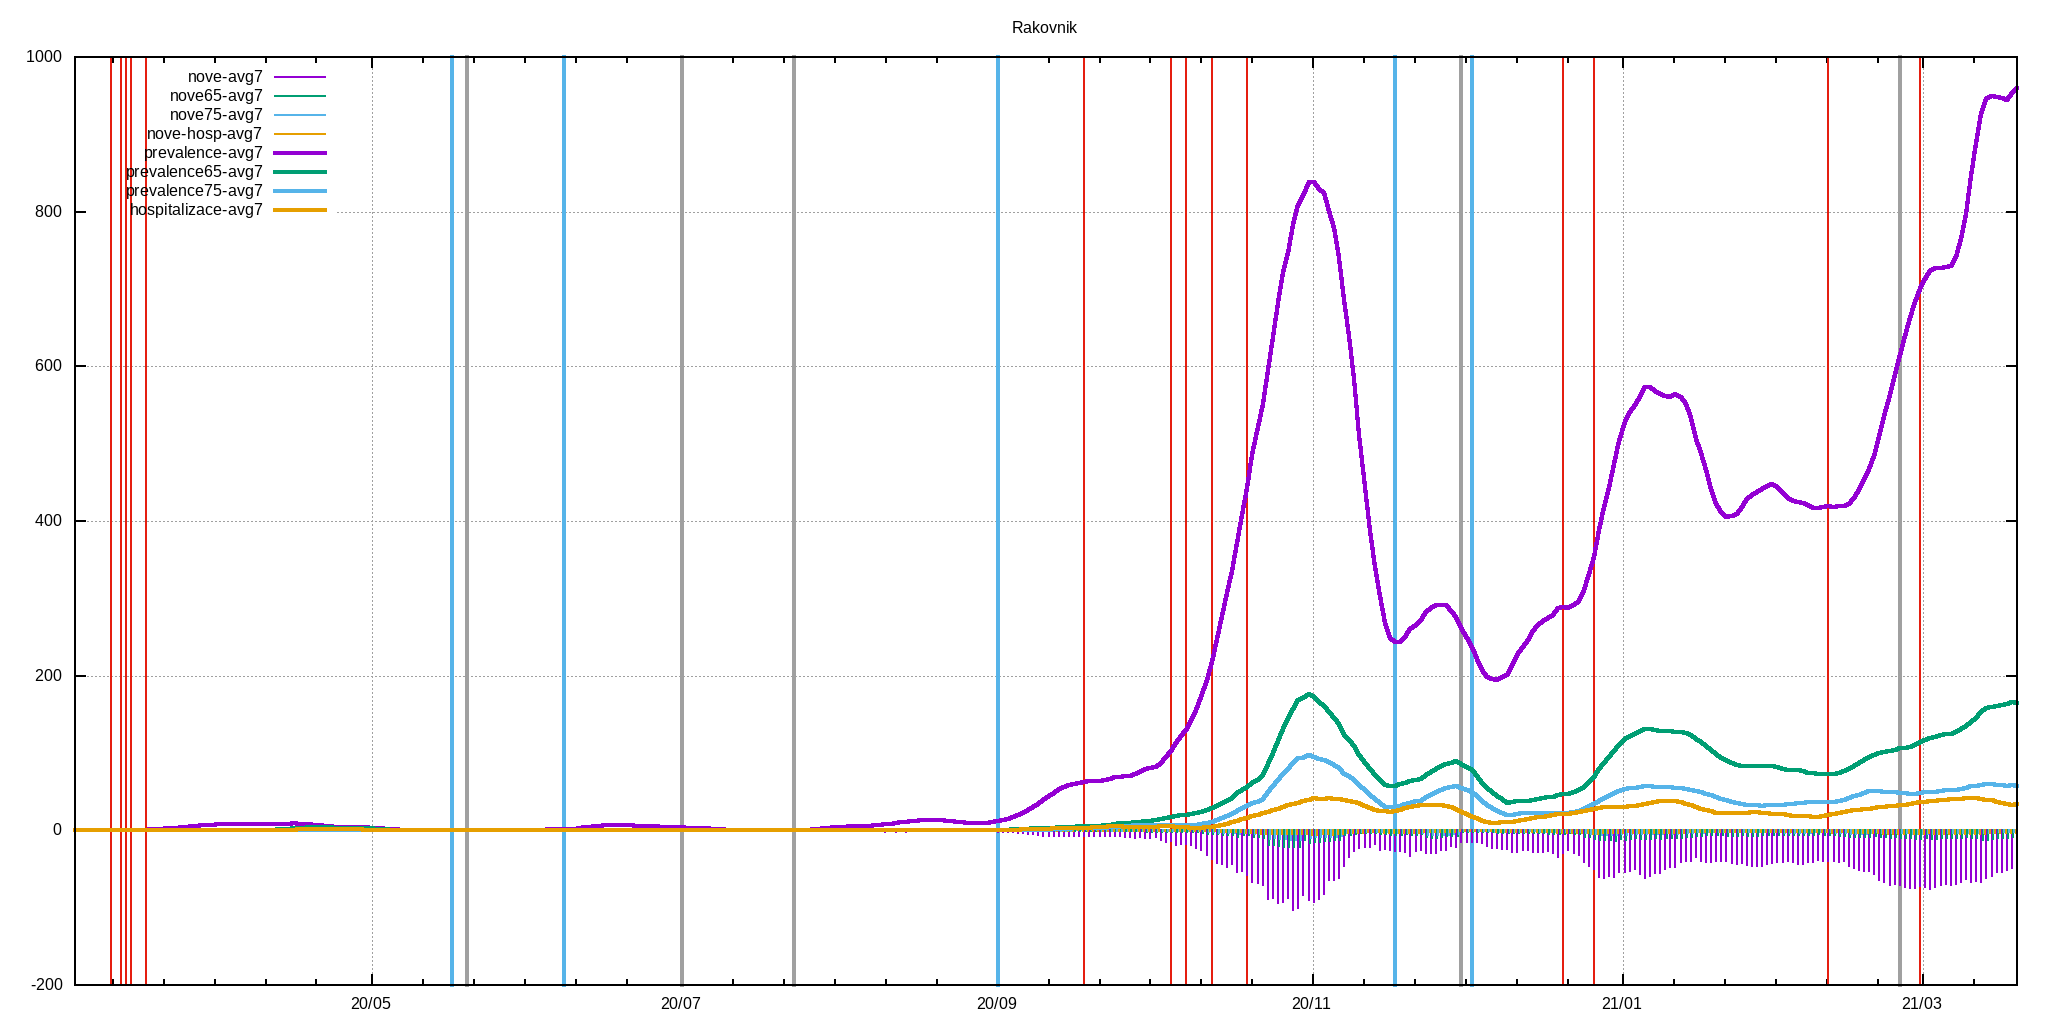 Rakovnik
1000
800
600
400
200
0
-200
nove-avg7
nove65-avg7
nove75-avg7
nove-hosp-avg7
prevalence-avg7
prevalence65-avg7
prevalence75-avg7
hospitalizace-avg7
20/05
20/07
20/09
20/11
21/01
21/03